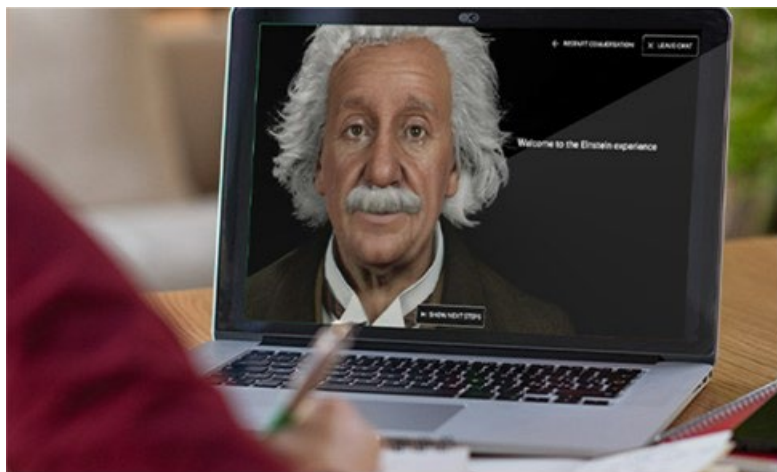 ← RESTART CONVERSATION
X LEAVE CHAT
Welcome to the Einstein experience
SHOW NEXT STEPS